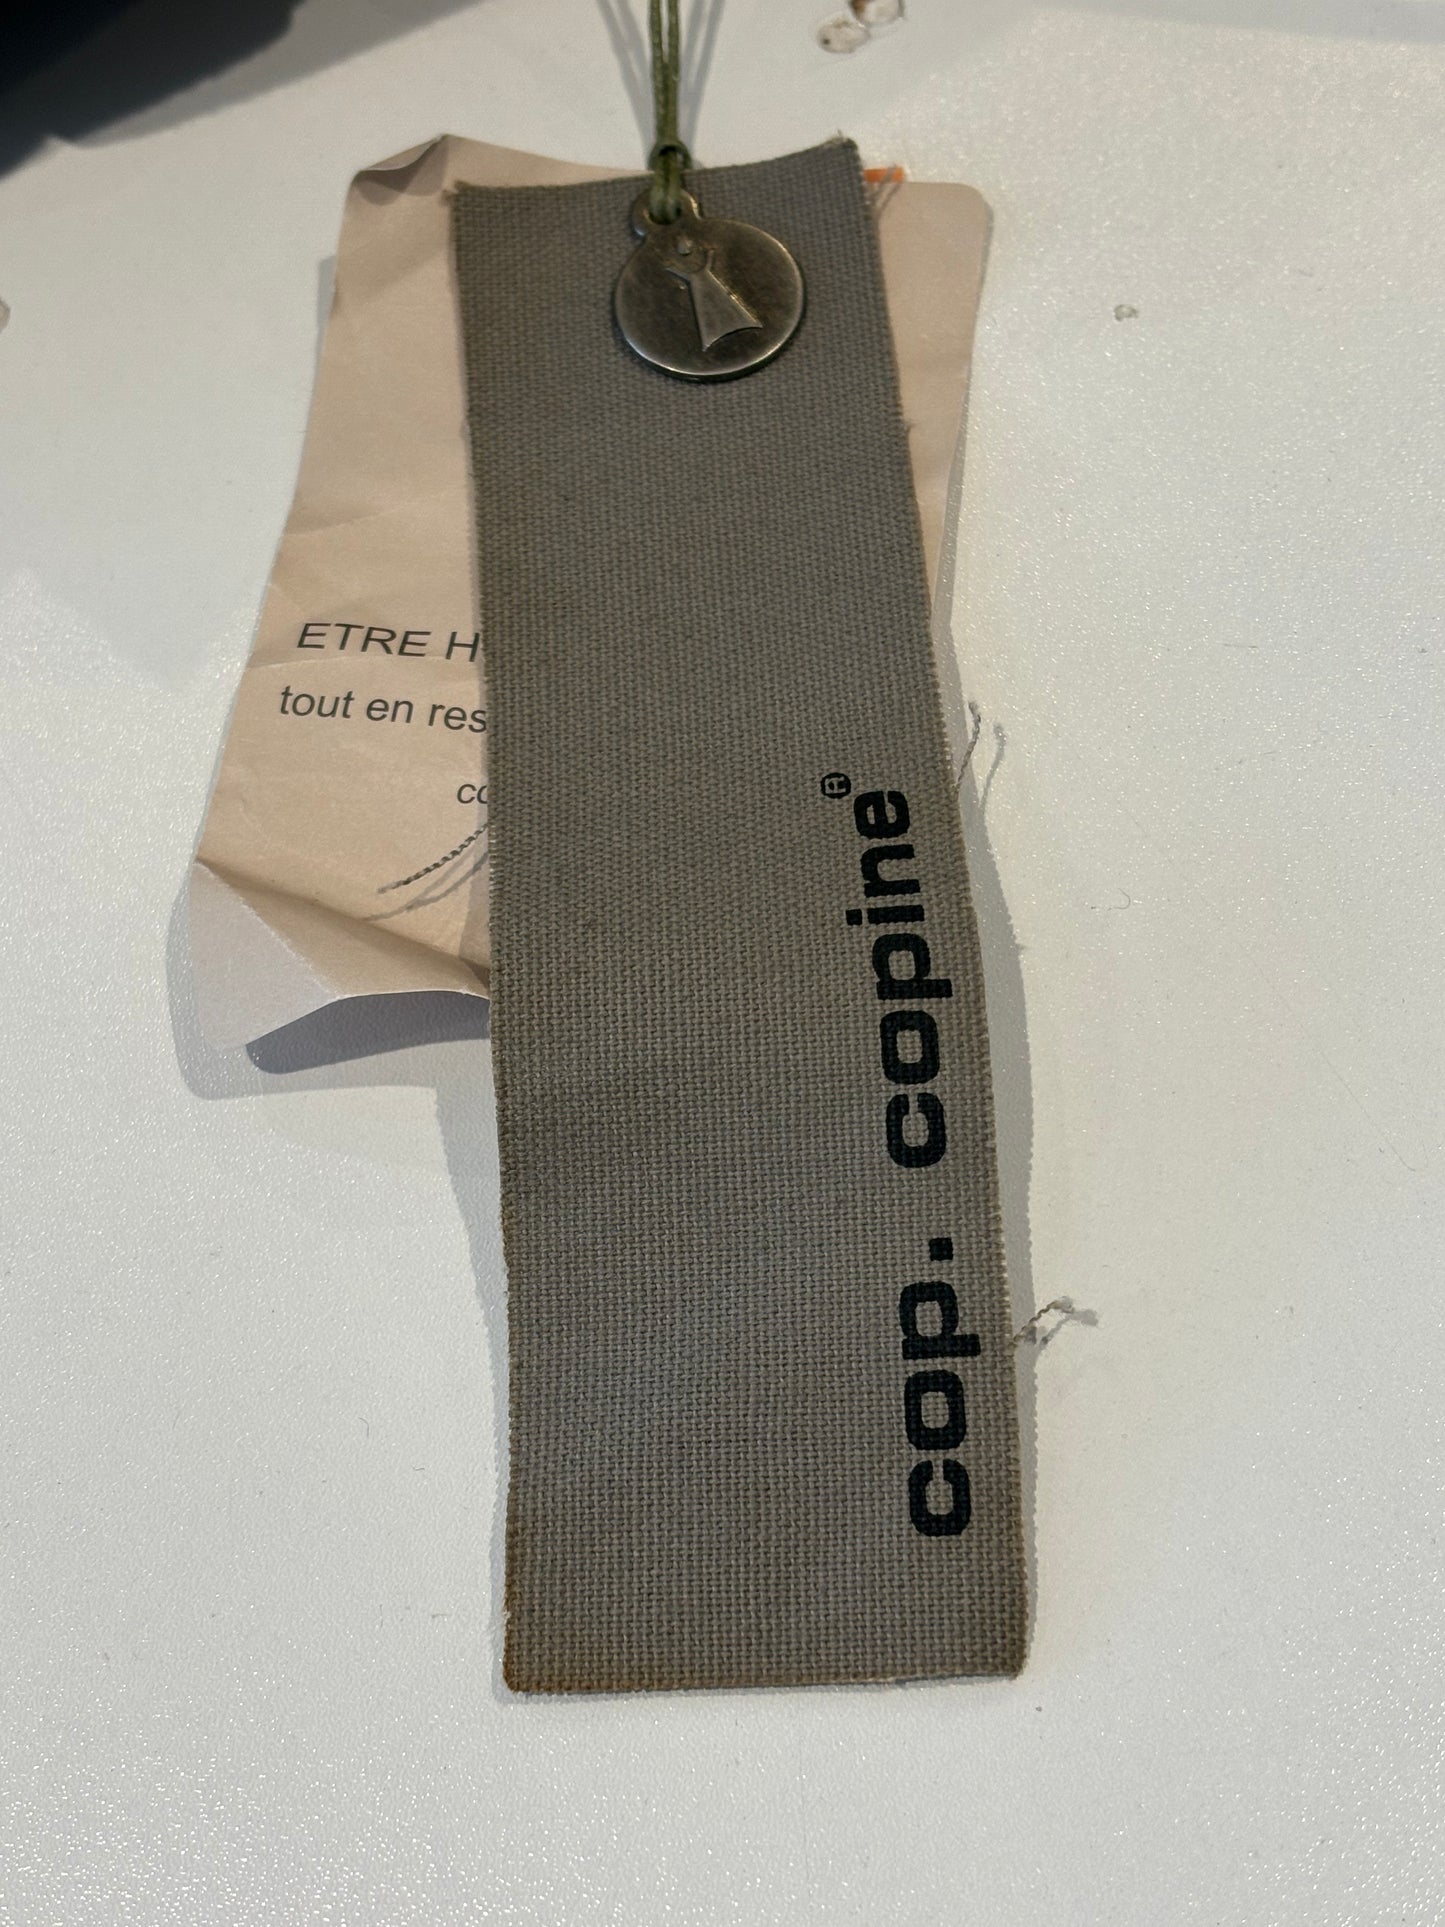 ETRE H
tout en res
co
cop. copine®